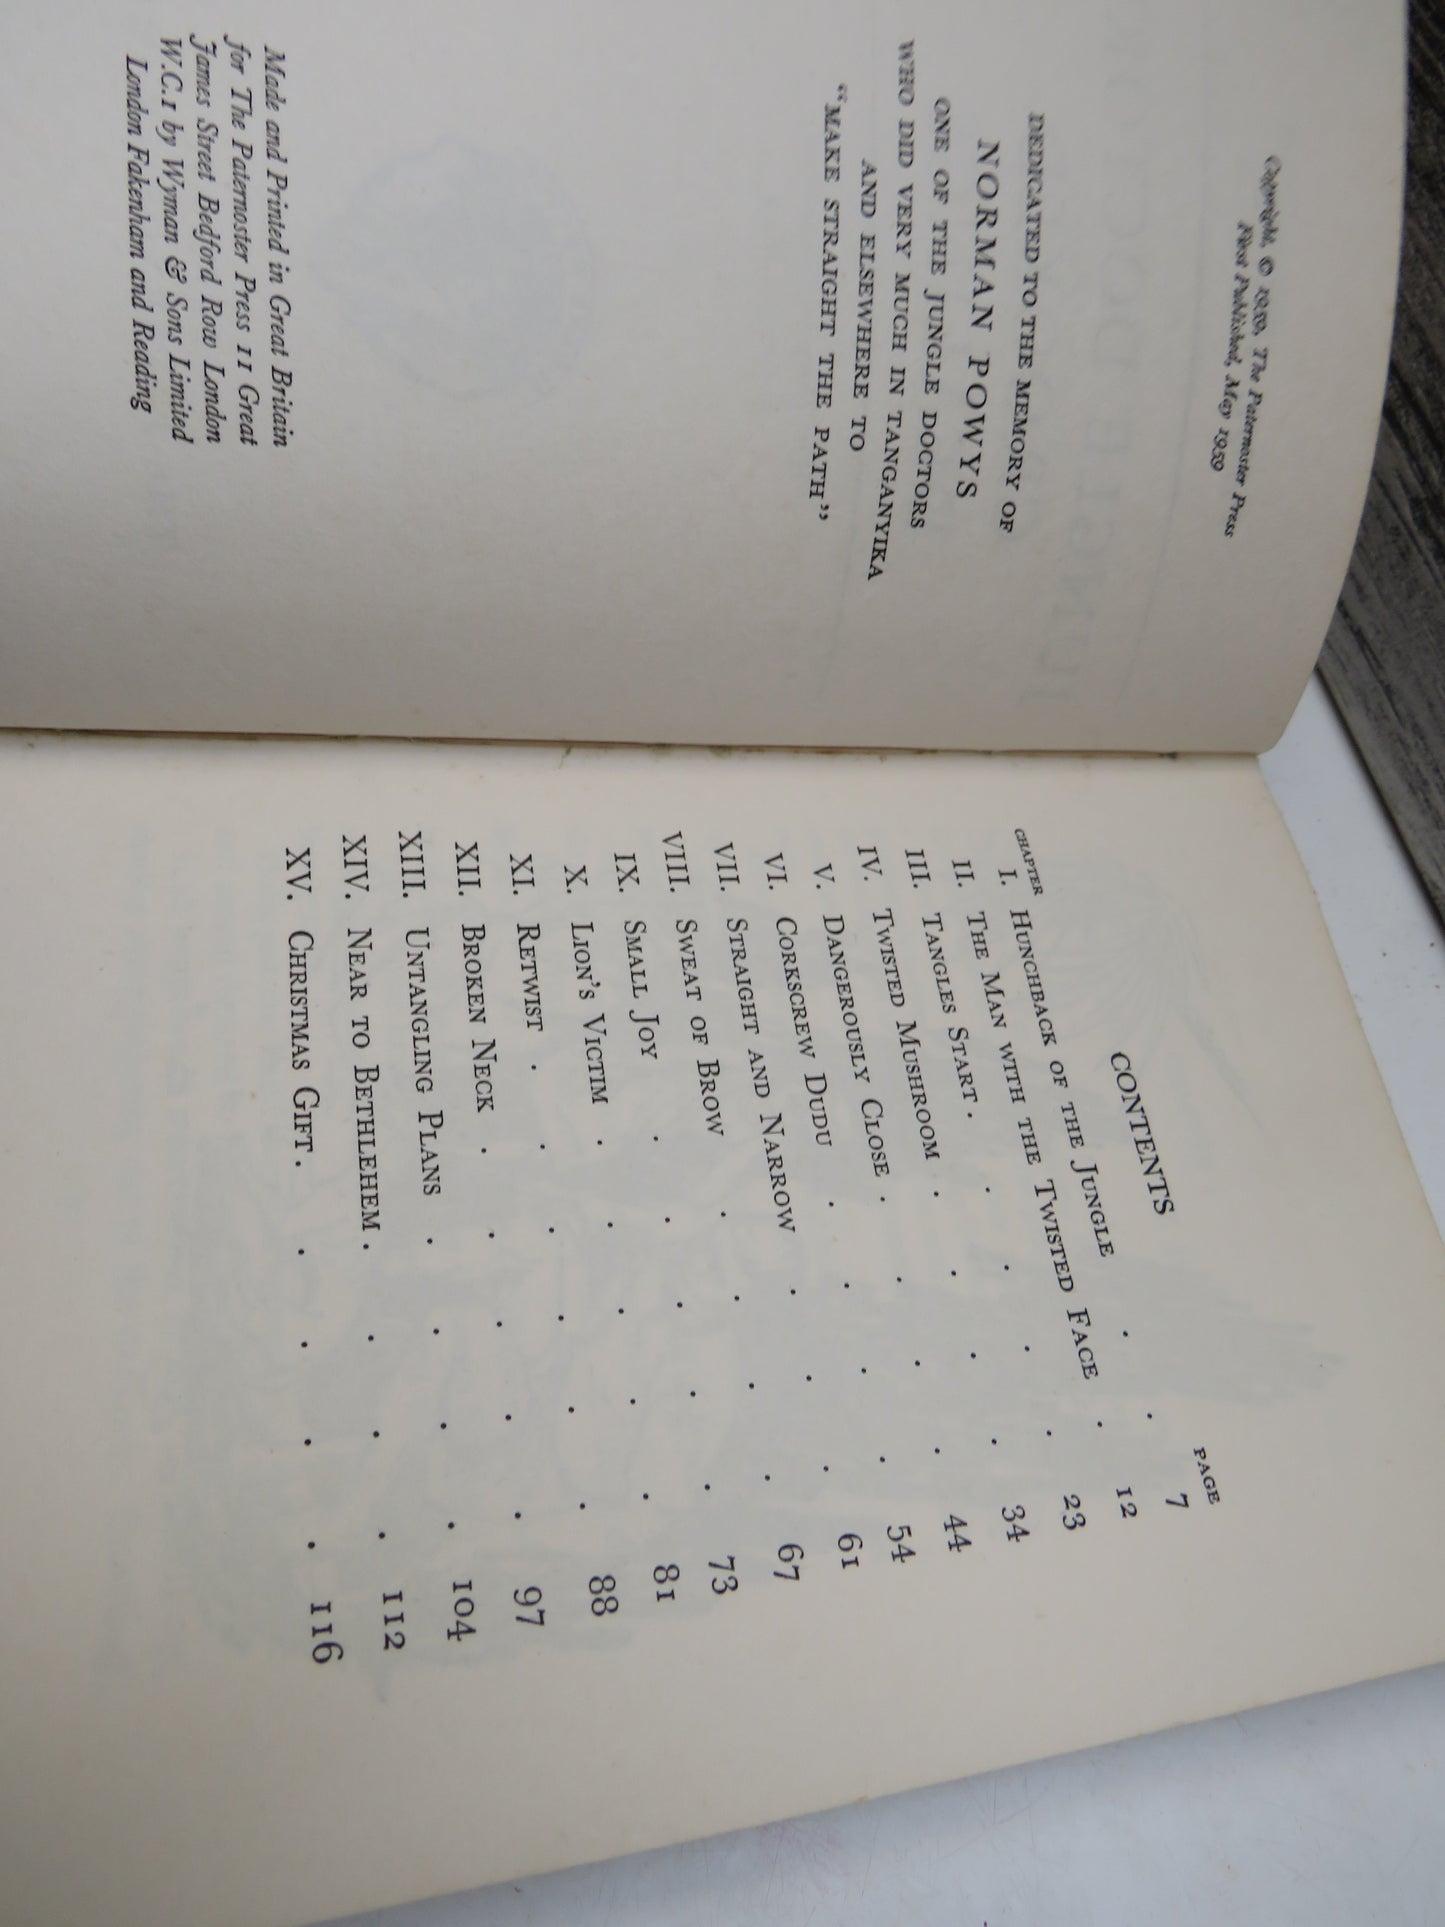 Copyright, © 1959, The Paternoster Press
First Published, May 1959
DEDICATED TO THE MEMORY OF
NORMAN POWYS
ONE OF THE JUNGLE DOCTORS
WHO DID VERY MUCH IN TANGANYIKA
AND ELSEWHERE TO
“MAKE STRAIGHT THE PATH”
Made and Printed in Great Britain
for The Paternoster Press 11 Great
James Street Bedford Row London
W.C.1 by Wyman & Sons Limited
London Fakenham and Reading
CONTENTS
CHAPTER PAGE
I. HUNCHBACK OF THE JUNGLE . . 7
II. THE MAN WITH THE TWISTED FACE . 12
III. TANGLES START . . . . . 23
IV. TWISTED MUSHROOM . . . . 34
V. DANGEROUSLY CLOSE . . . . 44
VI. CORKSCREW DUDU . . . . 54
VII. STRAIGHT AND NARROW . . . 61
VIII. SWEAT OF BROW . . . . 67
IX. SMALL JOY . . . . . 73
X. LION’S VICTIM . . . . . 81
XI. RETWIST . . . . . . 88
XII. BROKEN NECK . . . . . 97
XIII. UNTANGLING PLANS . . . . 104
XIV. NEAR TO BETHLEHEM . . . . 112
XV. CHRISTMAS GIFT . . . . . 116